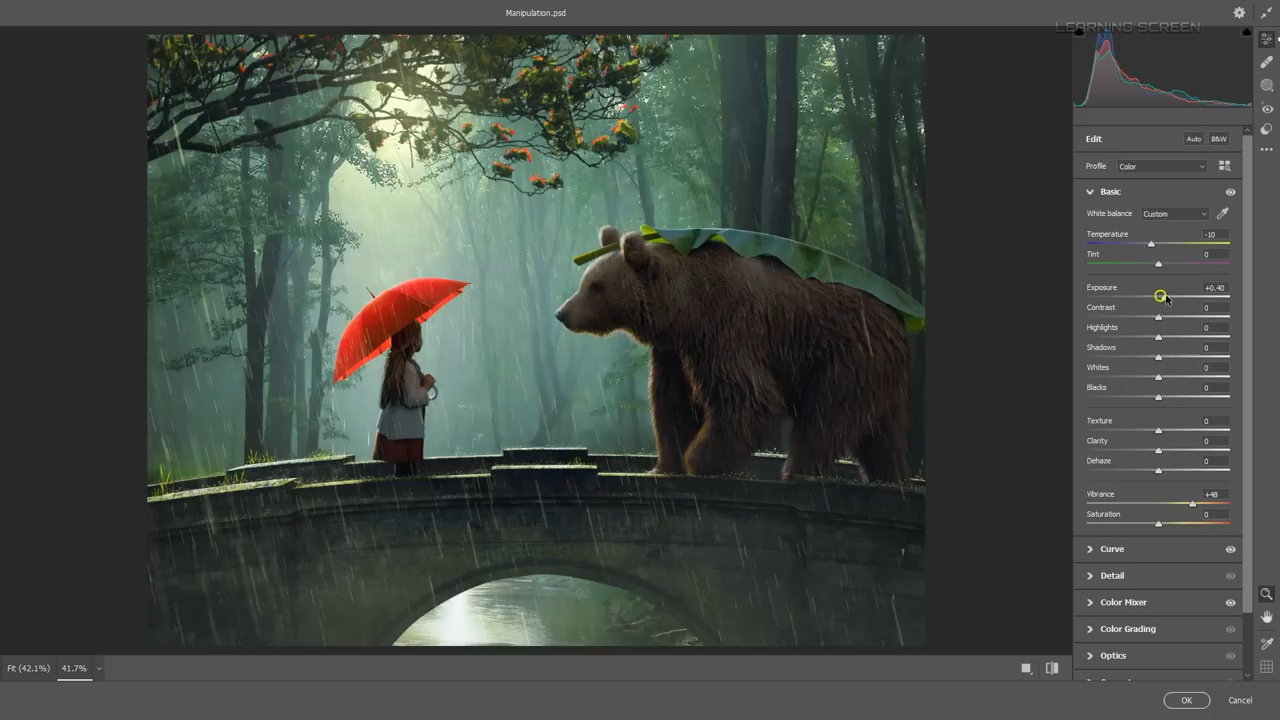 Manipulation.psd
LEARNING SCREEN
Edit
Auto
B&W
Profile
Color
Basic
White balance
Custom
Temperature
-10
Tint
0
Exposure
+0.40
Contrast
0
Highlights
0
Shadows
0
Whites
0
Blacks
0
Texture
0
Clarity
0
Dehaze
0
Vibrance
+48
Saturation
0
Curve
Detail
Color Mixer
Color Grading
Optics
Fit (42.1%)
41.7%
OK
Cancel